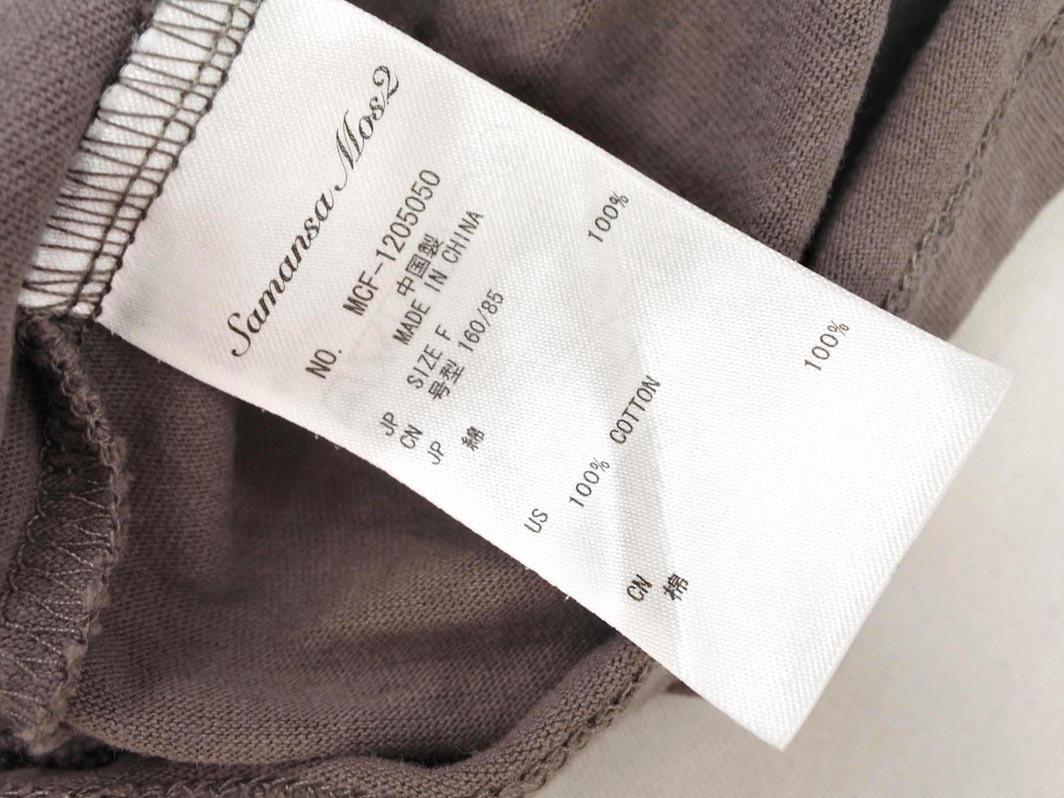 Samansa Mos2
NO. MCF-1205050
中国製
MADE IN CHINA
JP SIZE F
CN 号型 160/85
JP 綿 100%
US 100% COTTON
CN 棉 100%